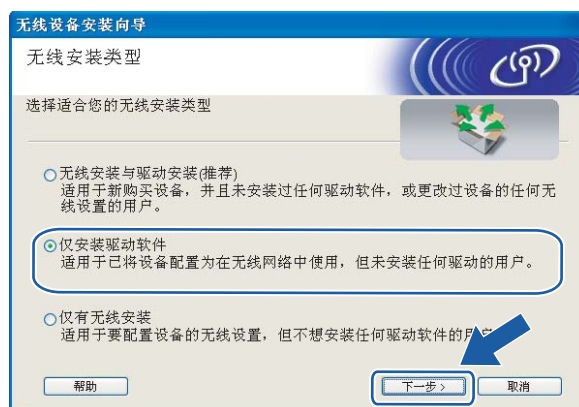 无线设备安装向导
无线安装类型
选择适合您的无线安装类型
无线安装与驱动安装(推荐)
适用于新购买设备，并且未安装过任何驱动软件，或更改过设备的任何无
线设置的用户。
仅安装驱动软件
适用于已将设备配置为在无线网络中使用，但未安装任何驱动的用户。
仅有无线安装
适用于要配置设备的无线设置，但不想安装任何驱动软件的
帮助
下一步 >
取消